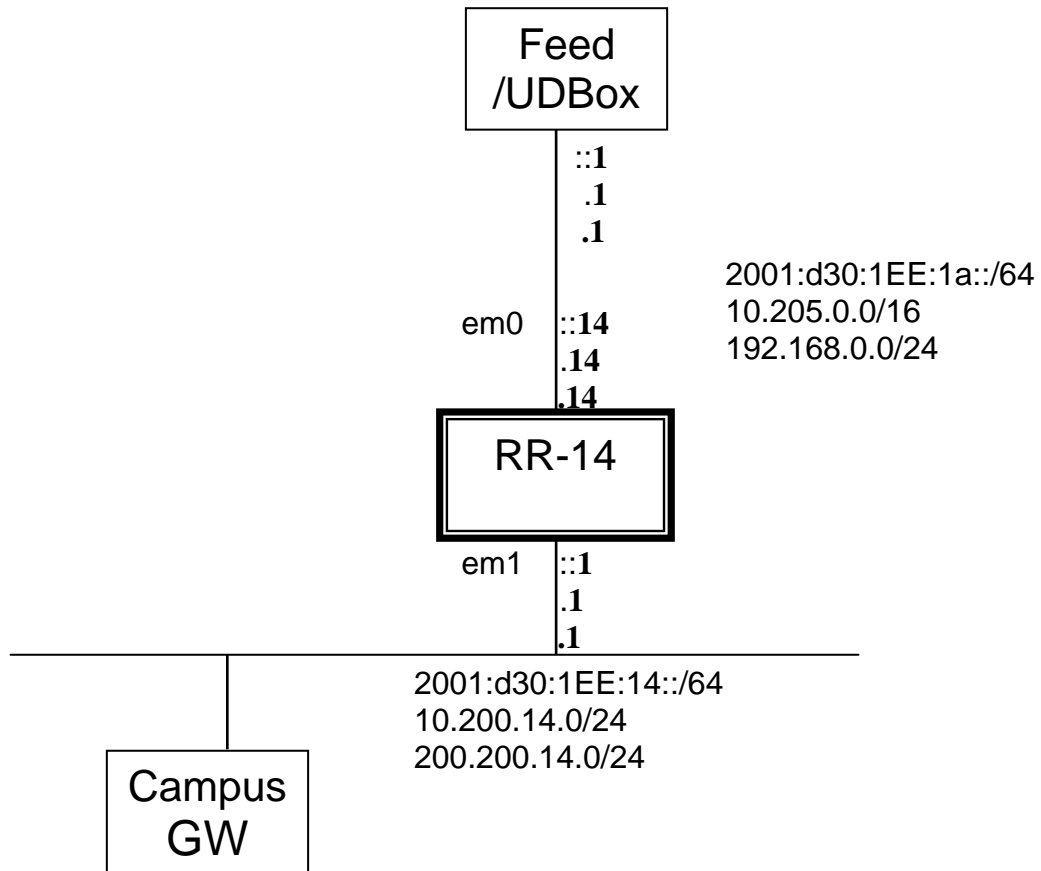 Feed
/UDBox
::1
.1
.1
2001:d30:1EE:1a::/64
10.205.0.0/16
192.168.0.0/24
em0
::14
.14
.14
RR-14
em1
::1
.1
.1
2001:d30:1EE:14::/64
10.200.14.0/24
200.200.14.0/24
Campus
GW